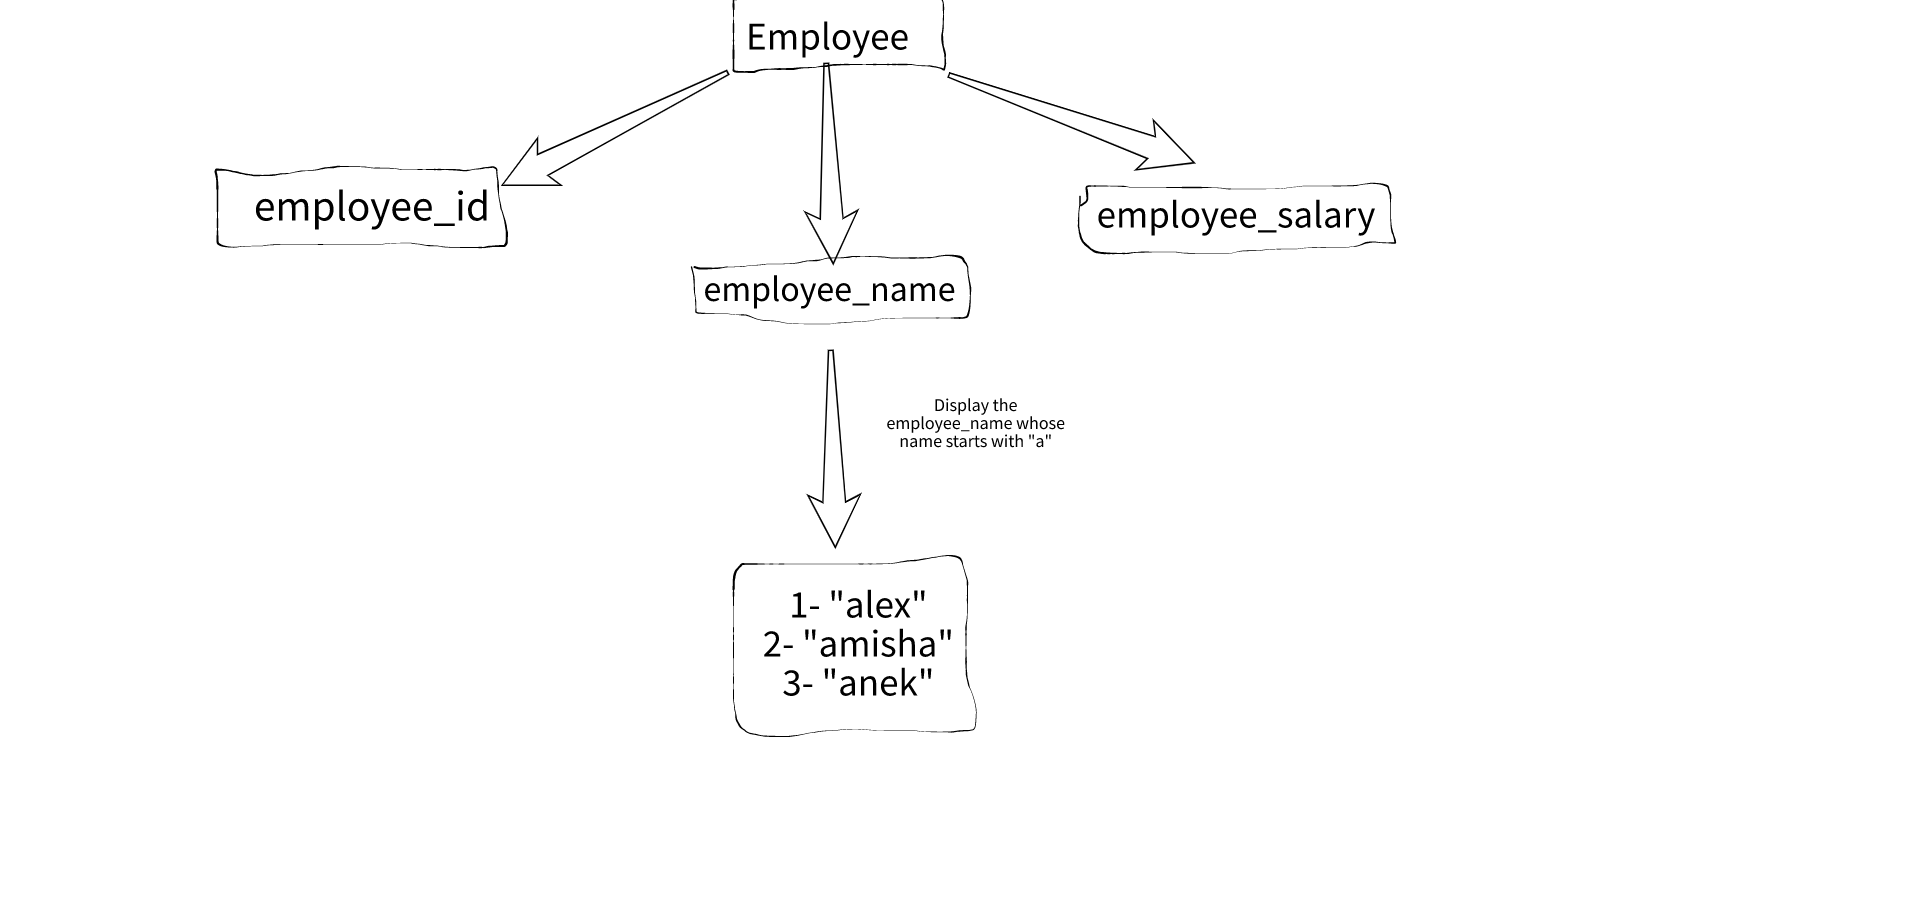 Employee
employee_id
employee_salary
employee_name
Display the
employee_name whose
name starts with "a"
1- "alex"
2- "amisha"
3- "anek"